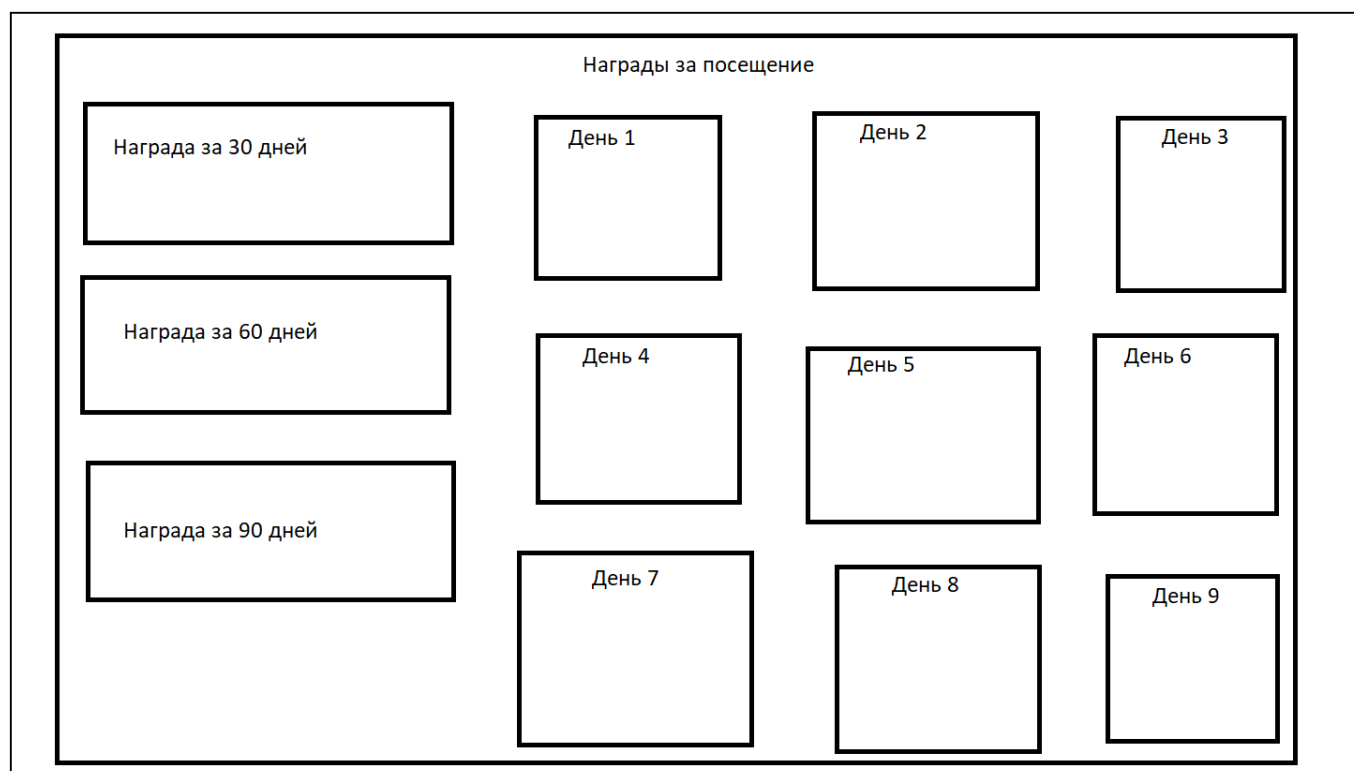 Награды за посещение
Награда за 30 дней
Награда за 60 дней
Награда за 90 дней
День 1
День 2
День 3
День 4
День 5
День 6
День 7
День 8
День 9